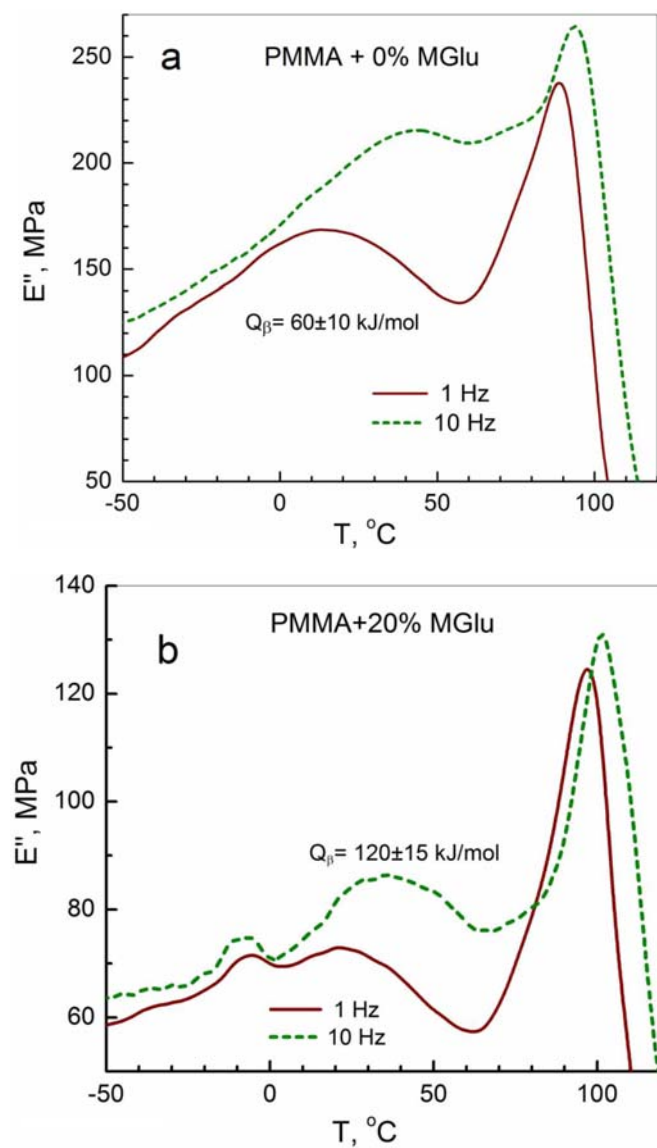 a
PMMA + 0% MGlu
250
200
150
100
50
E", MPa
Qβ= 60±10 kJ/mol
1 Hz
10 Hz
-50 0 50 100
T, °C
140
120
100
80
60
E", MPa
b
PMMA+20% MGlu
Qβ= 120±15 kJ/mol
1 Hz
10 Hz
-50 0 50 100
T, °C